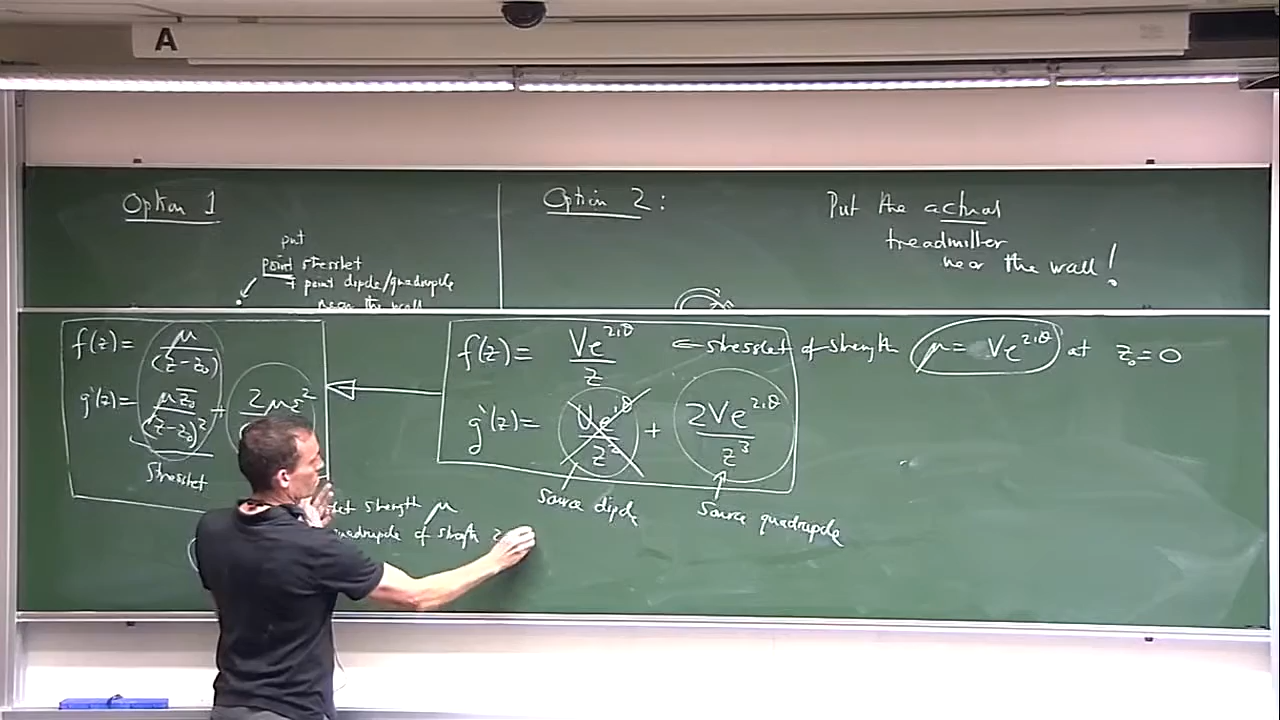 A
Option 1
put
point stresslet
+ point dipole/quadrupole
near the wall
Option 2 :
Put the actual
treadmiller
near the wall!
f(z) = μ / (z-z₀)
g'(z) = μ z̄₀ / (z-z₀)² + 2με²
stresslet
strength μ
quadrupole of strength 2
f(z) = Ve^{2iθ} / z
← stresslet of strength μ = Ve^{2iθ} at z₀ = 0
g'(z) = Ve^{iθ} / z² + 2Ve^{2iθ} / z³
source dipole
source quadrupole